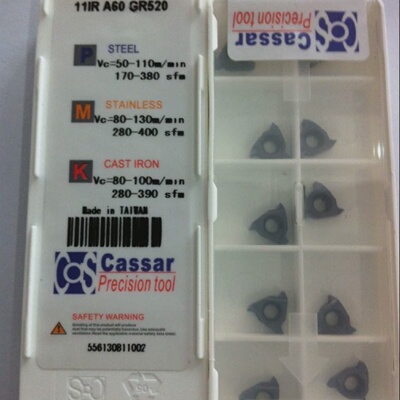 11IR A60 GR520
P STEEL
Vc=50-110m/min
170-380 sfm
M STAINLESS
Vc=80-130m/min
280-400 sfm
K CAST IRON
Vc=80-100m/min
280-390 sfm
Made in TAIWAN
Cassar
Precision tool
SAFETY WARNING
556130811002
Cassar
Precision tool